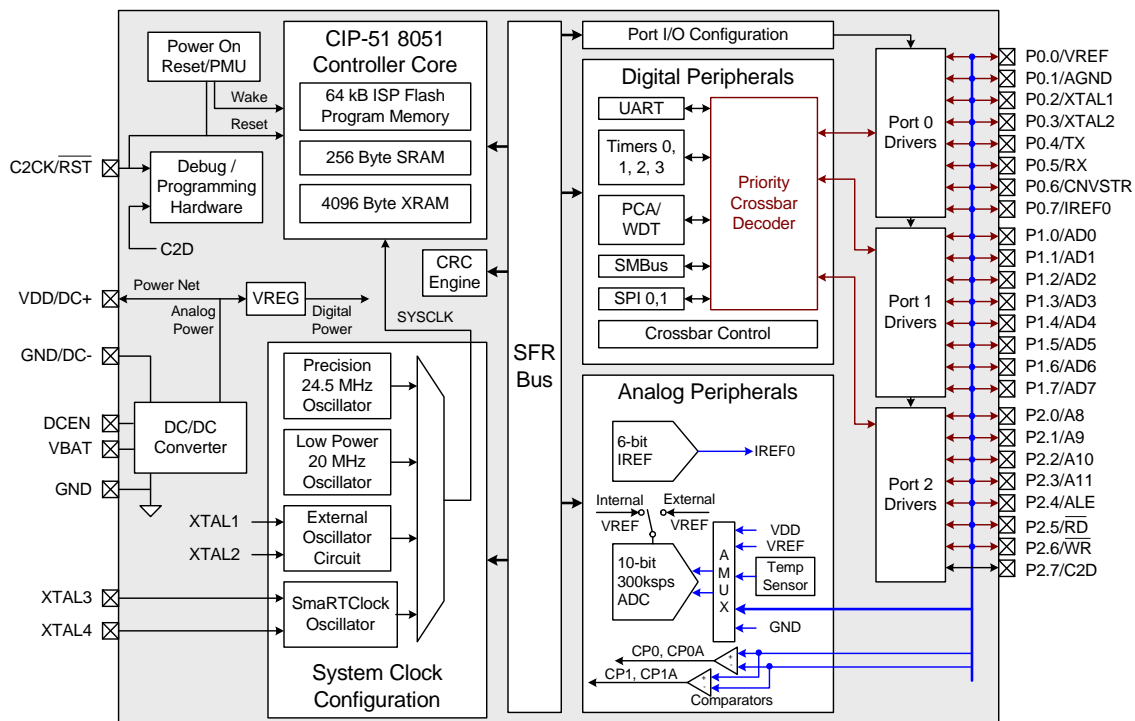 Power On
Reset/PMU
Wake
Reset
C2CK/RST
Debug /
Programming
Hardware
C2D
CIP-51 8051
Controller Core
64 kB ISP Flash
Program Memory
256 Byte SRAM
4096 Byte XRAM
CRC
Engine
VDD/DC+
Power Net
Analog
Power
VREG
Digital
Power
SYSCLK
GND/DC-
DCEN
VBAT
GND
DC/DC
Converter
Precision
24.5 MHz
Oscillator
Low Power
20 MHz
Oscillator
XTAL1
XTAL2
External
Oscillator
Circuit
XTAL3
XTAL4
SmaRTClock
Oscillator
System Clock
Configuration
SFR
Bus
Port I/O Configuration
Digital Peripherals
UART
Timers 0,
1, 2, 3
PCA/
WDT
SMBus
SPI 0,1
Priority
Crossbar
Decoder
Crossbar Control
Analog Peripherals
6-bit
IREF
IREF0
Internal
VREF
External
VREF
10-bit
300ksps
ADC
A
M
U
X
VDD
VREF
Temp
Sensor
GND
CP0, CP0A
+
-
CP1, CP1A
+
-
Comparators
Port 0
Drivers
Port 1
Drivers
Port 2
Drivers
P0.0/VREF
P0.1/AGND
P0.2/XTAL1
P0.3/XTAL2
P0.4/TX
P0.5/RX
P0.6/CNVSTR
P0.7/IREF0
P1.0/AD0
P1.1/AD1
P1.2/AD2
P1.3/AD3
P1.4/AD4
P1.5/AD5
P1.6/AD6
P1.7/AD7
P2.0/A8
P2.1/A9
P2.2/A10
P2.3/A11
P2.4/ALE
P2.5/RD
P2.6/WR
P2.7/C2D